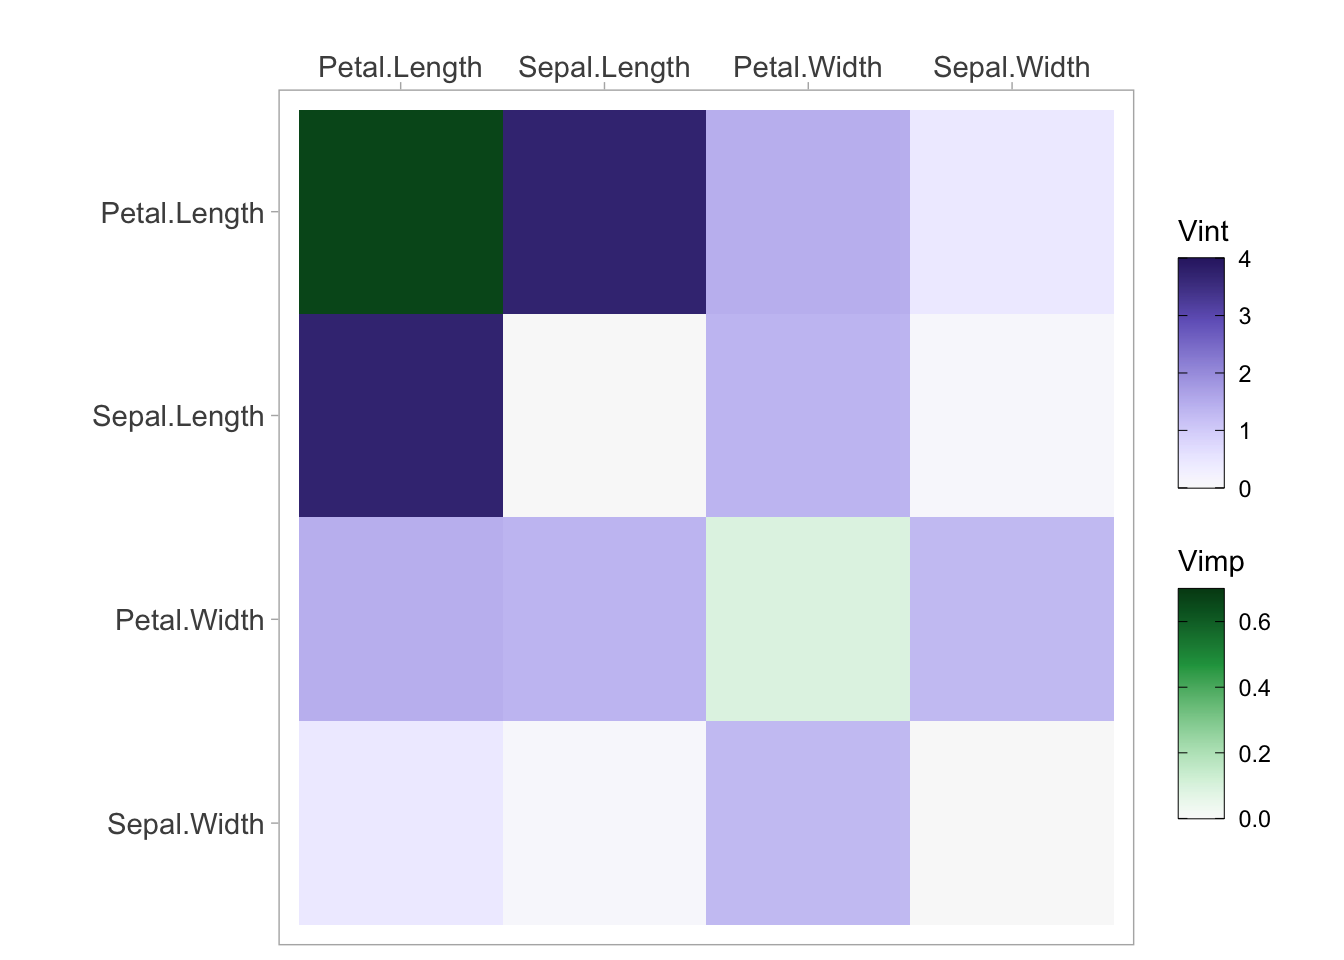 Petal.Length Sepal.Length Petal.Width Sepal.Width
Petal.Length
Sepal.Length
Petal.Width
Sepal.Width
Vint
4
3
2
1
0
Vimp
0.6
0.4
0.2
0.0